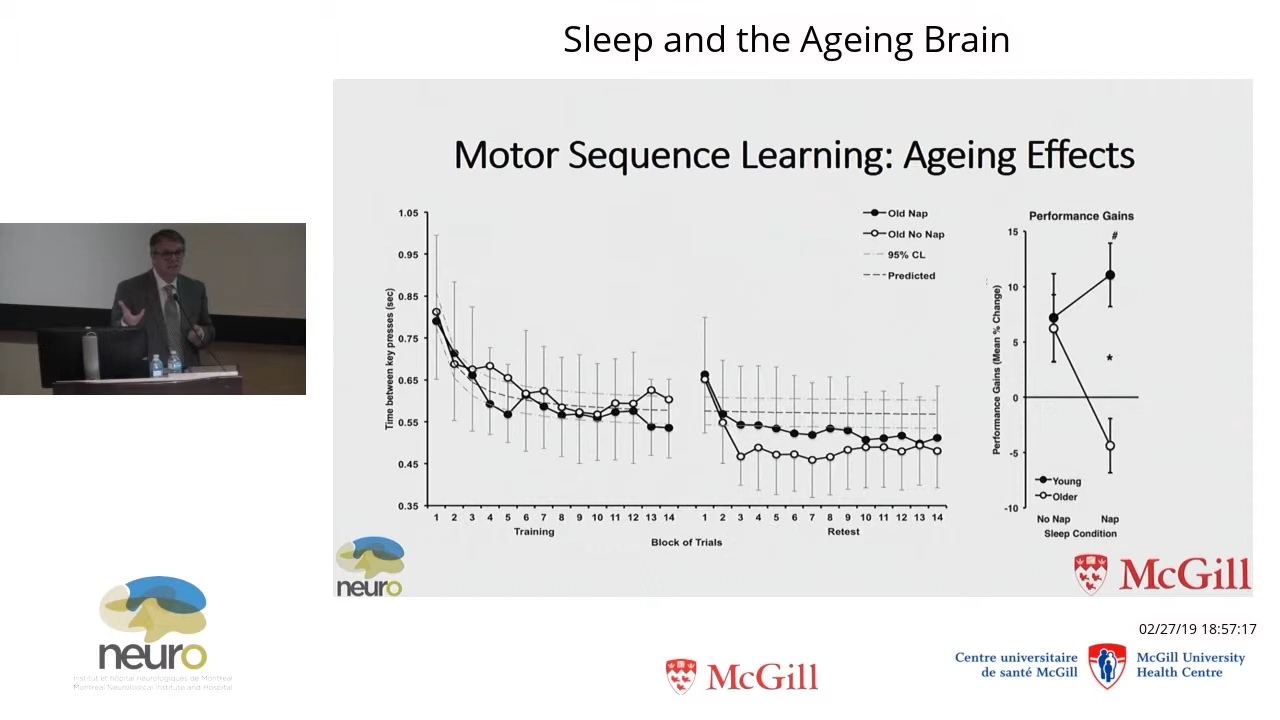 Sleep and the Ageing Brain
Motor Sequence Learning: Ageing Effects
1.05
0.95
0.85
0.75
0.65
0.55
0.45
0.35
Time between key presses (sec)
Old Nap
Old No Nap
95% CL
Predicted
1 2 3 4 5 6 7 8 9 10 11 12 13 14
1 2 3 4 5 6 7 8 9 10 11 12 13 14
Training
Retest
Block of Trials
Performance Gains
15
10
5
0
-5
-10
Performance Gains (Mean % Change)
#
*
Young
Older
No Nap
Nap
Sleep Condition
neuro
McGill
02/27/19 18:57:17
neuro
Institut et hôpital neurologiques de Montréal
Montreal Neurological Institute and Hospital
McGill
Centre universitaire
de santé McGill
McGill University
Health Centre